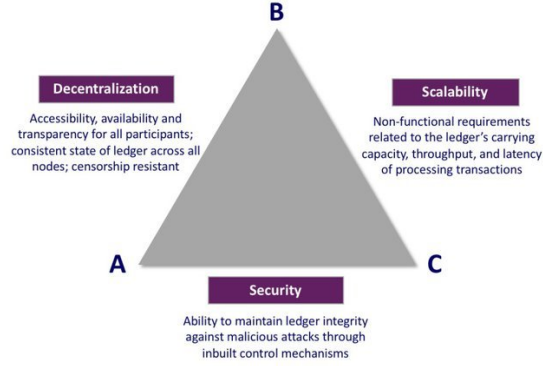 B
Decentralization
Accessibility, availability and
transparency for all participants;
consistent state of ledger across all
nodes; censorship resistant
Scalability
Non-functional requirements
related to the ledger's carrying
capacity, throughput, and latency
of processing transactions
A
C
Security
Ability to maintain ledger integrity
against malicious attacks through
inbuilt control mechanisms